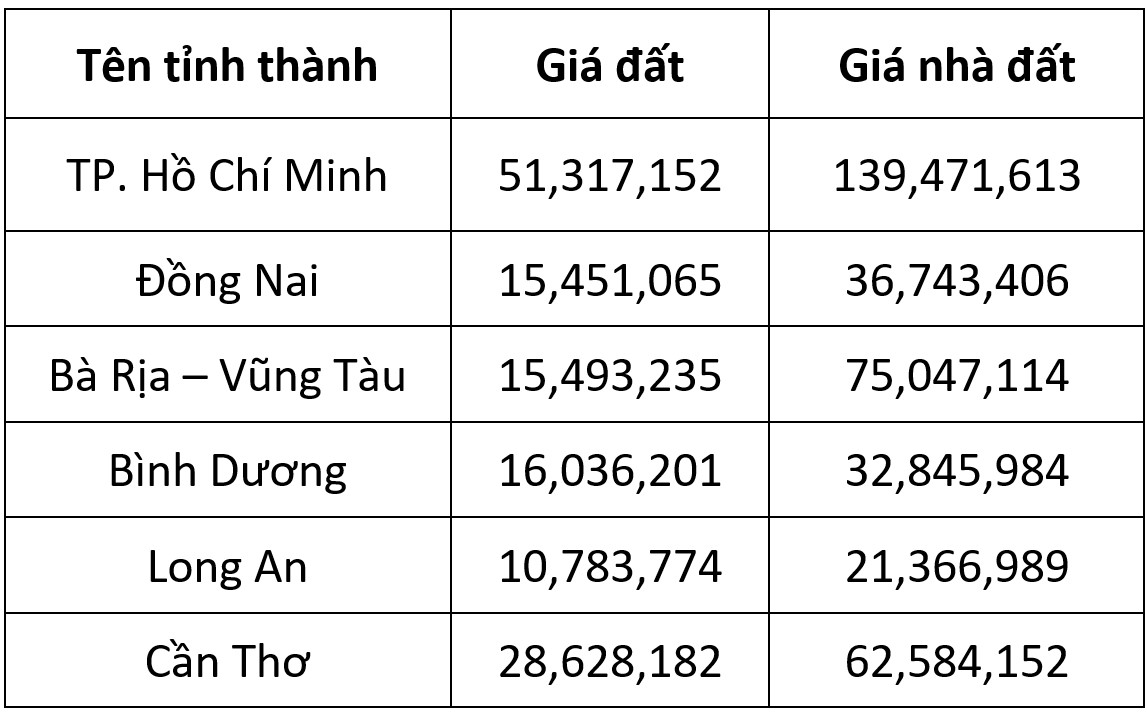 Tên tỉnh thành Giá đất Giá nhà đất
TP. Hồ Chí Minh 51,317,152 139,471,613
Đồng Nai 15,451,065 36,743,406
Bà Rịa – Vũng Tàu 15,493,235 75,047,114
Bình Dương 16,036,201 32,845,984
Long An 10,783,774 21,366,989
Cần Thơ 28,628,182 62,584,152